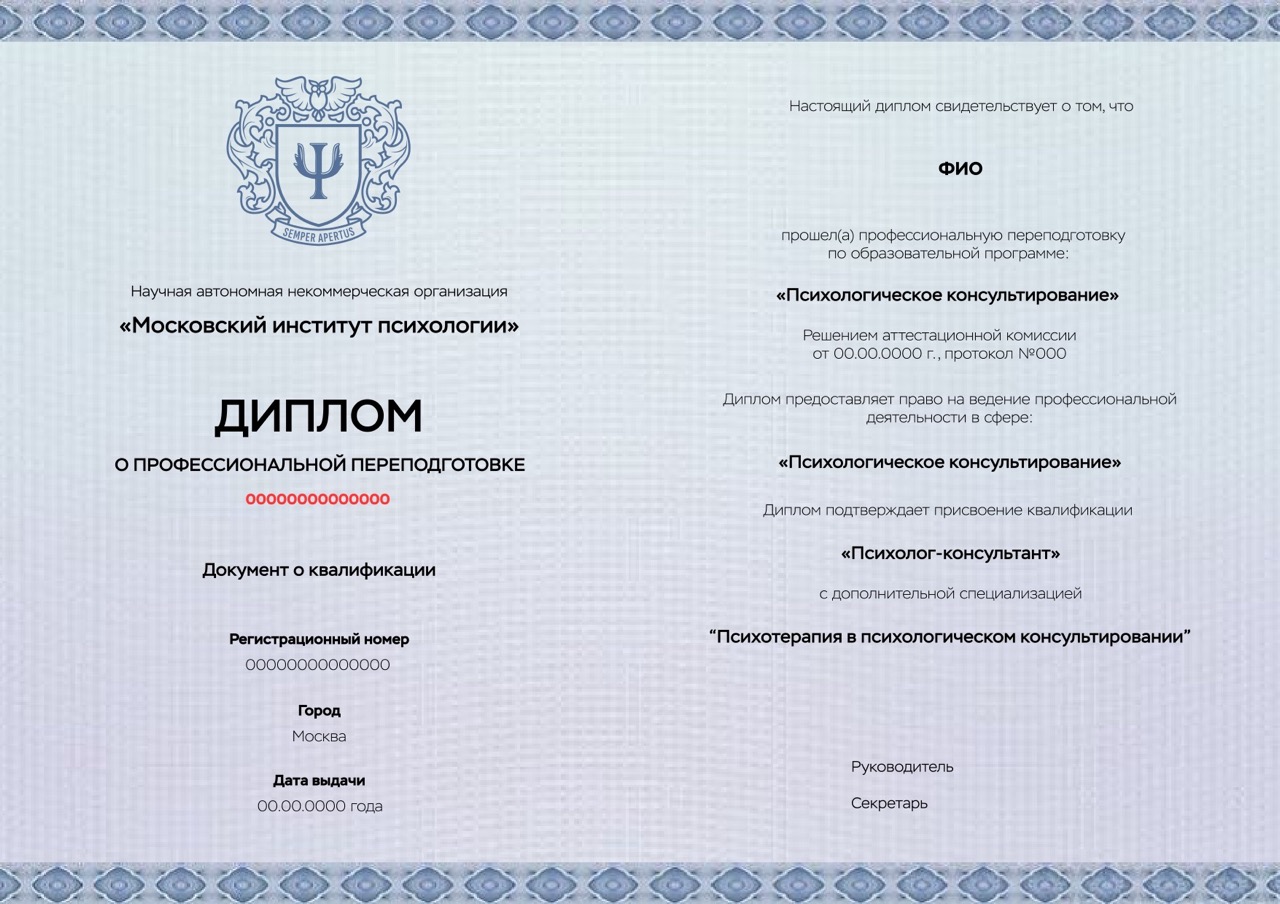 SEMPER APERTUS
Научная автономная некоммерческая организация
«Московский институт психологии»
ДИПЛОМ
О ПРОФЕССИОНАЛЬНОЙ ПЕРЕПОДГОТОВКЕ
00000000000000
Документ о квалификации
Регистрационный номер
00000000000000
Город
Москва
Дата выдачи
00.00.0000 года
Настоящий диплом свидетельствует о том, что
ФИО
прошел(а) профессиональную переподготовку
по образовательной программе:
«Психологическое консультирование»
Решением аттестационной комиссии
от 00.00.0000 г., протокол №000
Диплом предоставляет право на ведение профессиональной
деятельности в сфере:
«Психологическое консультирование»
Диплом подтверждает присвоение квалификации
«Психолог-консультант»
с дополнительной специализацией
“Психотерапия в психологическом консультировании”
Руководитель
Секретарь